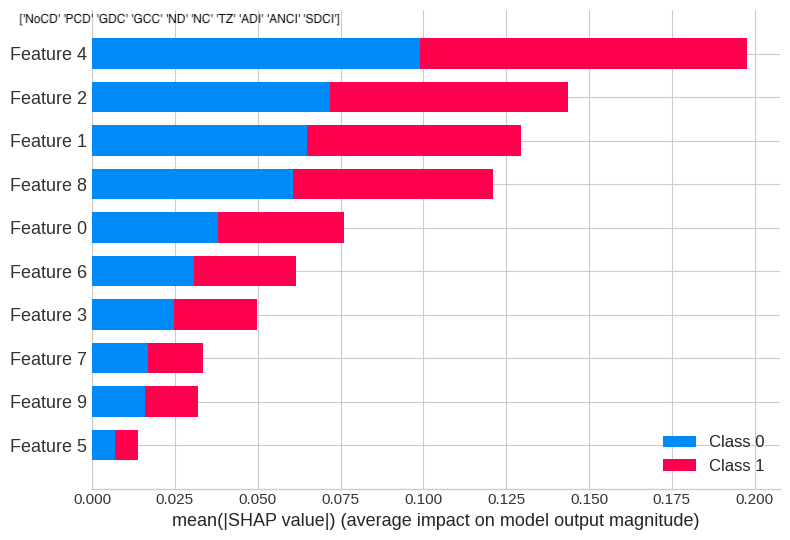 ['NoCD' 'PCD' 'GDC' 'GCC' 'ND' 'NC' 'TZ' 'ADI' 'ANCI' 'SDCI']
Feature 4
Feature 2
Feature 1
Feature 8
Feature 0
Feature 6
Feature 3
Feature 7
Feature 9
Feature 5
Class 0
Class 1
0.000 0.025 0.050 0.075 0.100 0.125 0.150 0.175 0.200
mean(|SHAP value|) (average impact on model output magnitude)